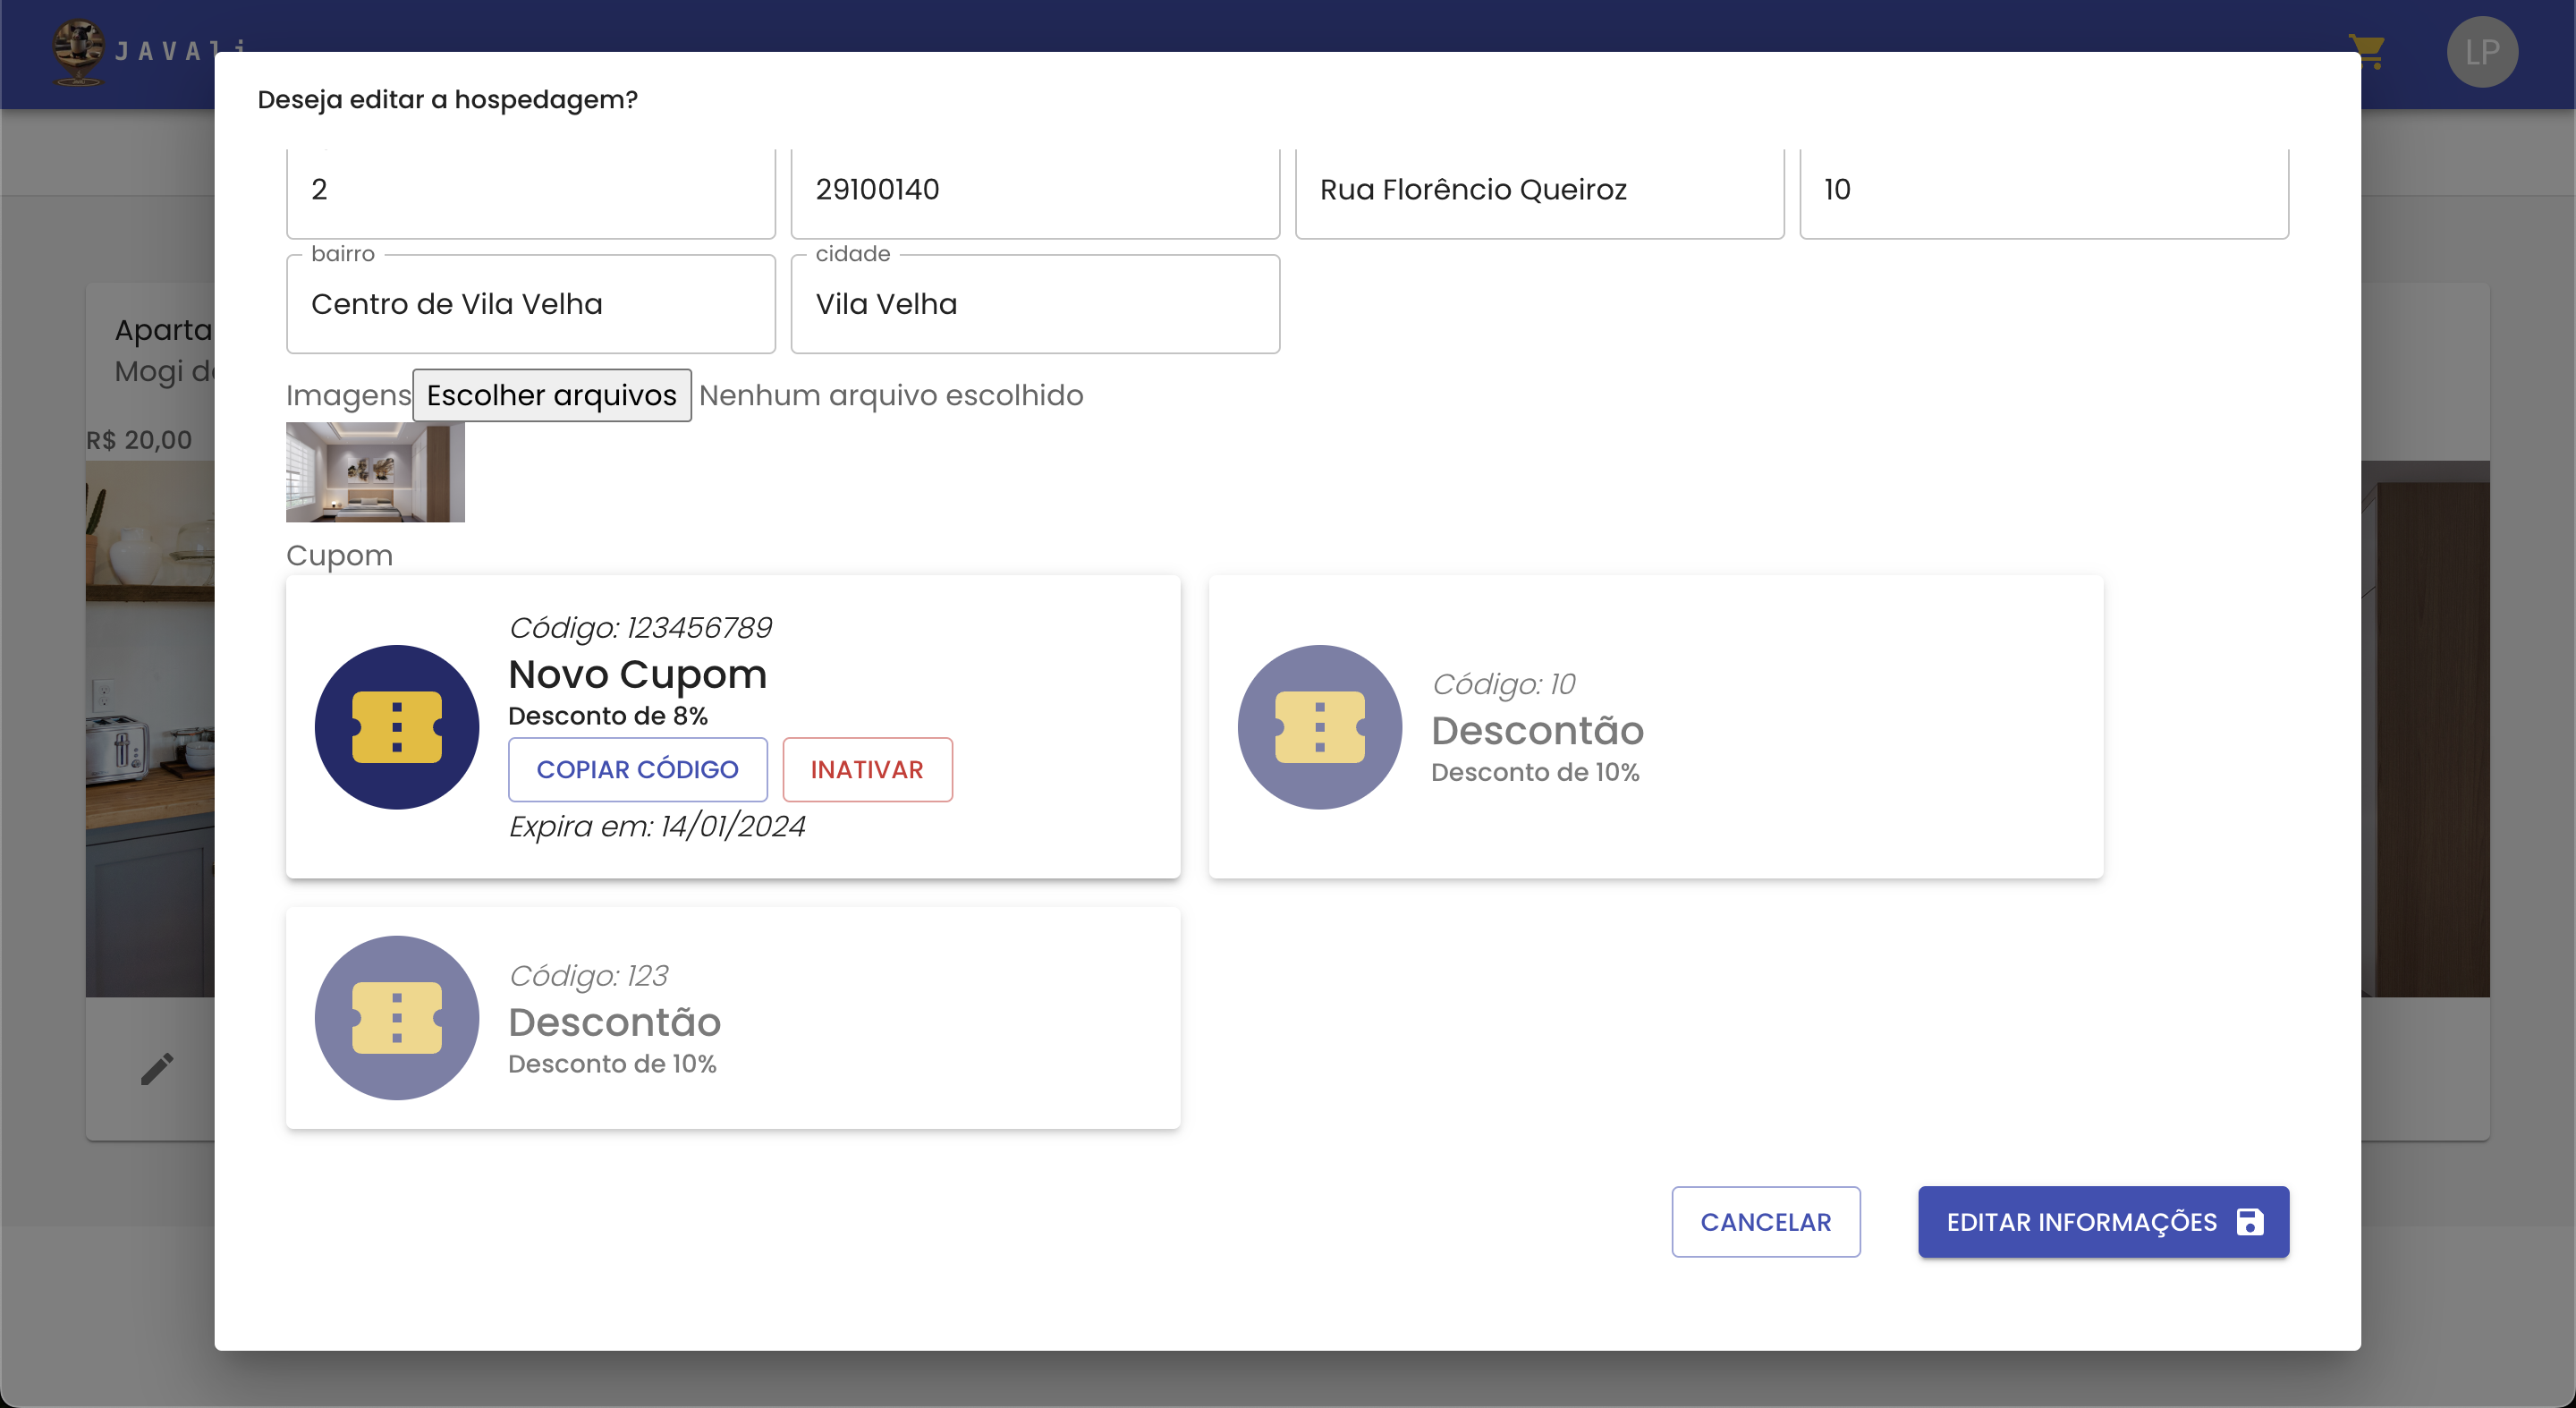 JAVAli
LP
Deseja editar a hospedagem?
2
29100140
Rua Florêncio Queiroz
10
bairro
Centro de Vila Velha
cidade
Vila Velha
Aparta
Mogi d
R$ 20,00
Imagens Escolher arquivos Nenhum arquivo escolhido
Cupom
Código: 123456789
Novo Cupom
Desconto de 8%
COPIAR CÓDIGO
INATIVAR
Expira em: 14/01/2024
Código: 10
Descontão
Desconto de 10%
Código: 123
Descontão
Desconto de 10%
CANCELAR
EDITAR INFORMAÇÕES